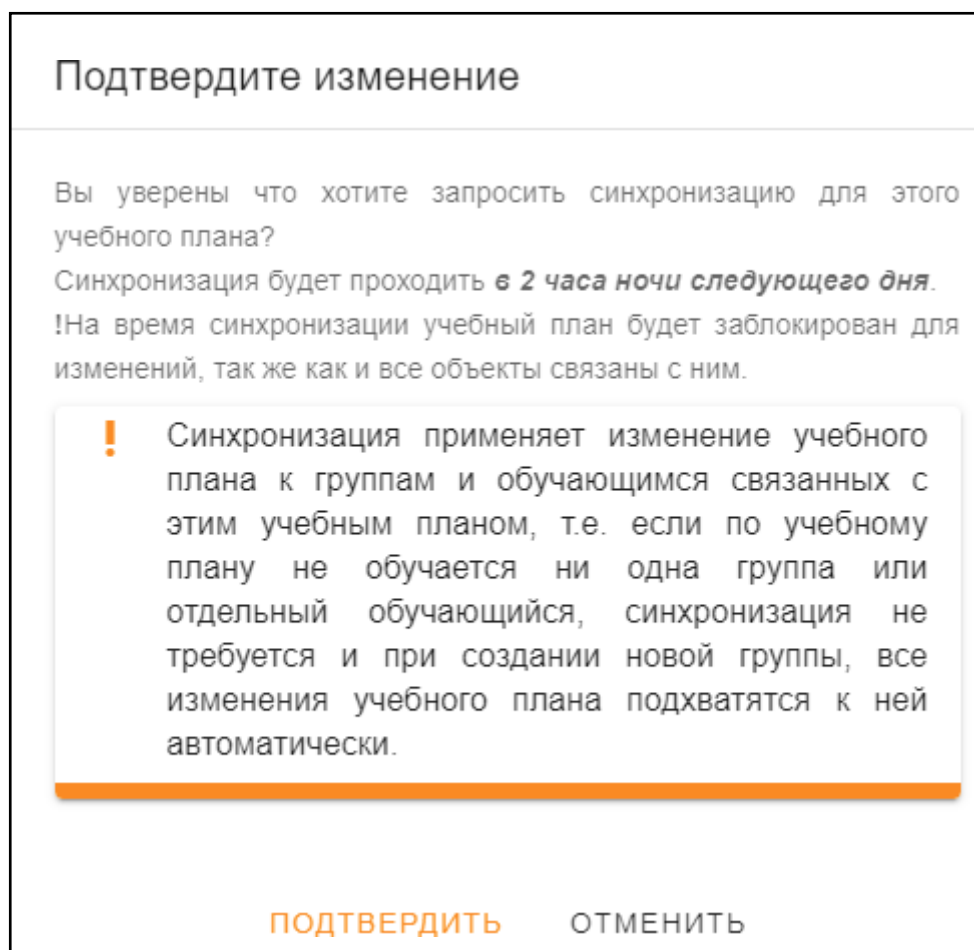 Подтвердите изменение
Вы уверены что хотите запросить синхронизацию для этого
учебного плана?
Синхронизация будет проходить в 2 часа ночи следующего дня.
!На время синхронизации учебный план будет заблокирован для
изменений, так же как и все объекты связаны с ним.
! Синхронизация применяет изменение учебного
плана к группам и обучающимся связанных с
этим учебным планом, т.е. если по учебному
плану не обучается ни одна группа или
отдельный обучающийся, синхронизация не
требуется и при создании новой группы, все
изменения учебного плана подхватятся к ней
автоматически.
ПОДТВЕРДИТЬ ОТМЕНИТЬ